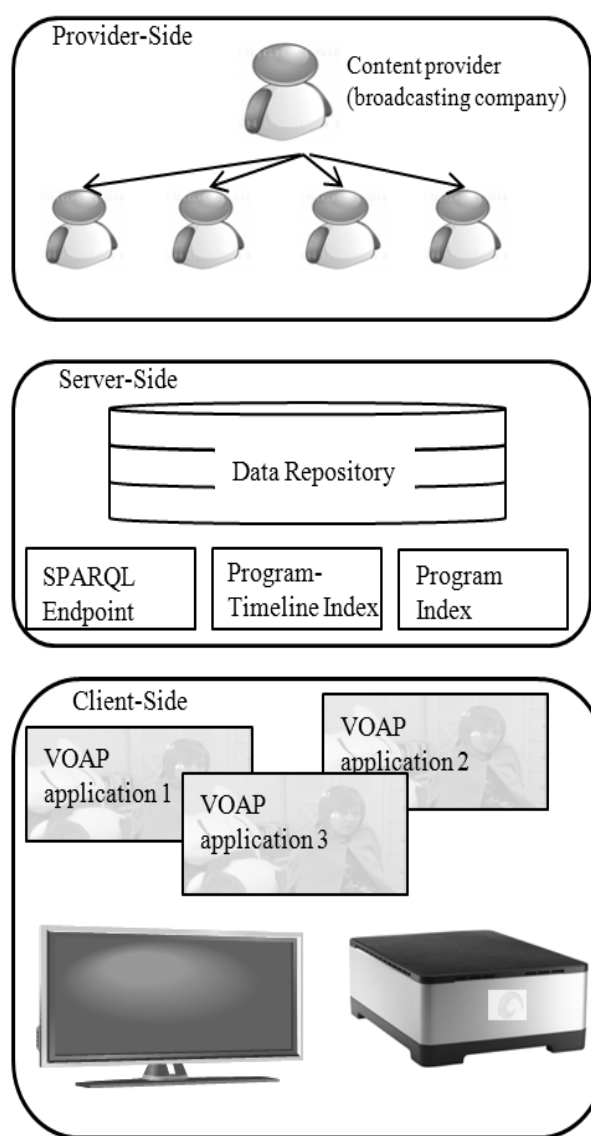 Provider-Side
Content provider
(broadcasting company)
Server-Side
Data Repository
SPARQL
Endpoint
Program-
Timeline Index
Program
Index
Client-Side
VOAP
application 1
VOAP
application 2
VOAP
application 3